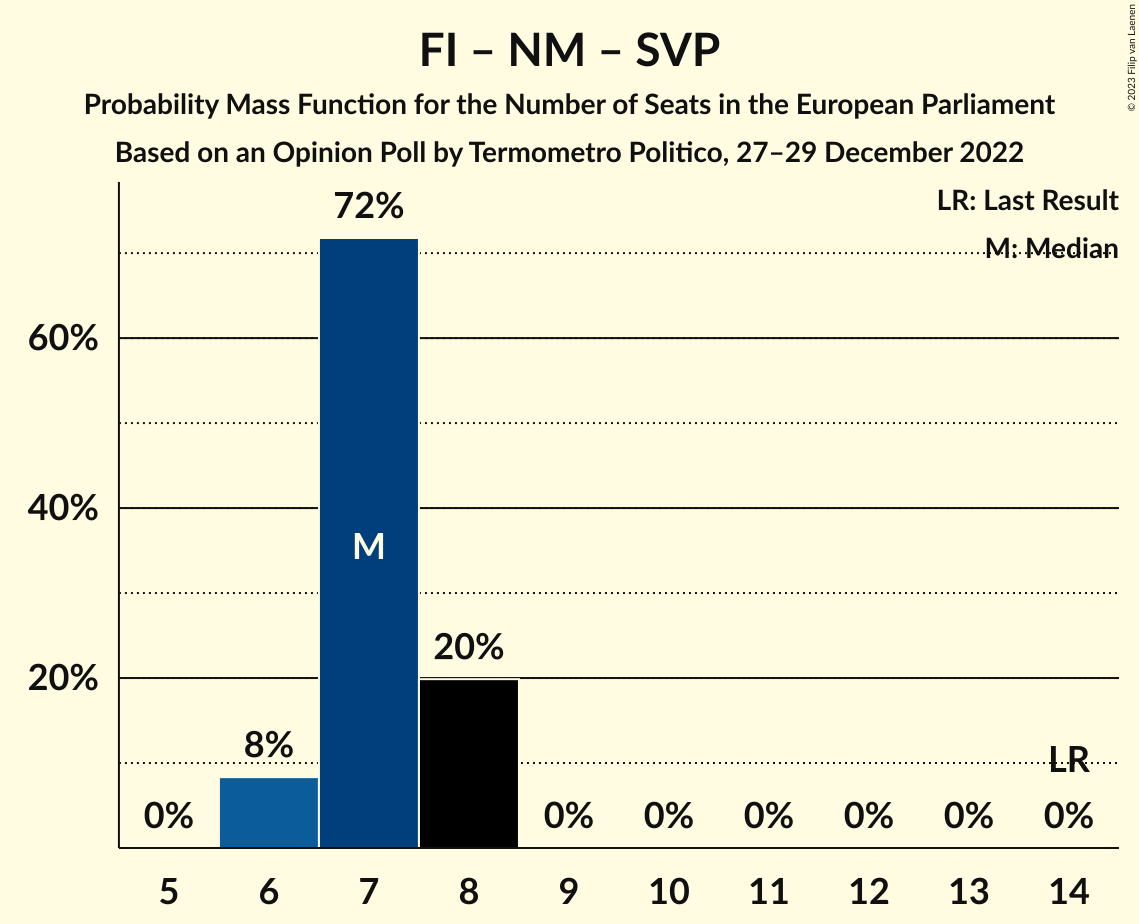 FI – NM – SVP
Probability Mass Function for the Number of Seats in the European Parliament
Based on an Opinion Poll by Termometro Politico, 27–29 December 2022
© 2023 Filip van Laenen
LR: Last Result
M: Median
72%
60%
40%
M
20%
20%
8%
LR
0%
0%
0%
0%
0%
0%
0%
5 6 7 8 9 10 11 12 13 14